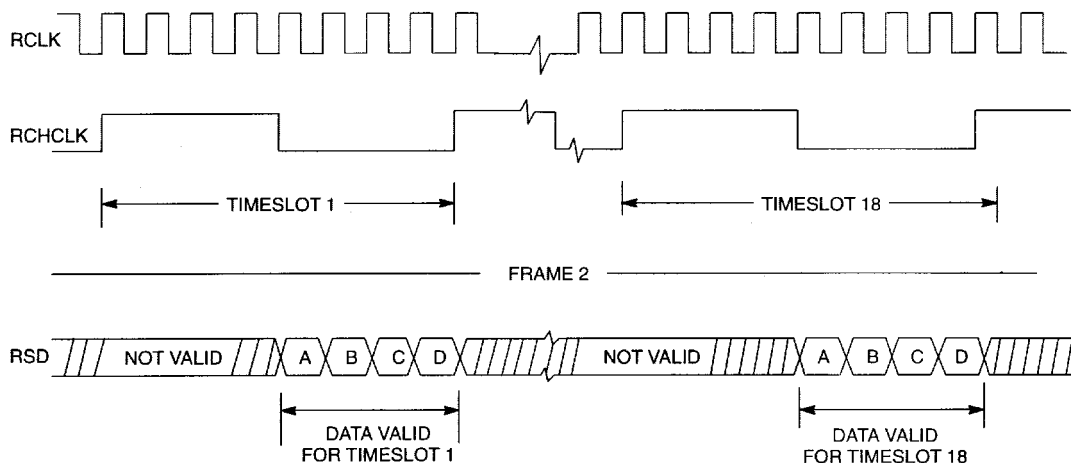 RCLK
RCHCLK
TIMESLOT 1 TIMESLOT 18
FRAME 2
RSD NOT VALID A B C D NOT VALID A B C D
DATA VALID
FOR TIMESLOT 1
DATA VALID
FOR TIMESLOT 18